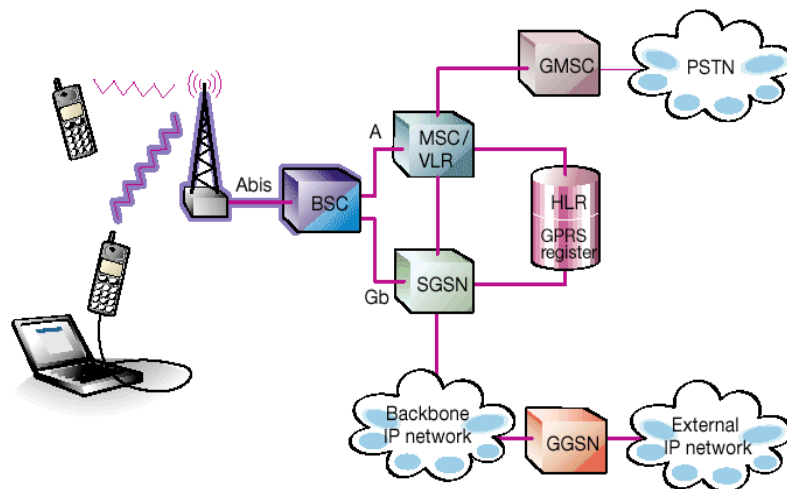 GMSC
PSTN
A
MSC/
VLR
Abis
BSC
HLR
GPRS
register
Gb
SGSN
Backbone
IP network
GGSN
External
IP network